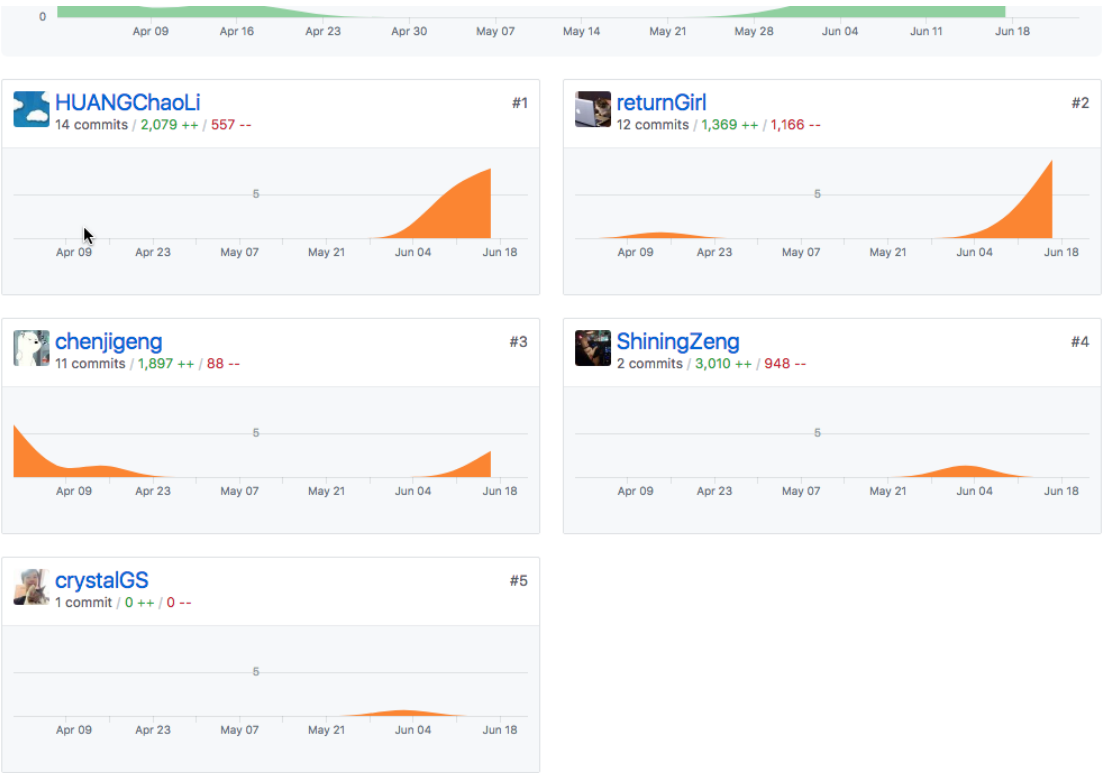 0
Apr 09 Apr 16 Apr 23 Apr 30 May 07 May 14 May 21 May 28 Jun 04 Jun 11 Jun 18
HUANGChaoLi #1
14 commits / 2,079 ++ / 557 --
5
Apr 09 Apr 23 May 07 May 21 Jun 04 Jun 18
returnGirl #2
12 commits / 1,369 ++ / 1,166 --
5
Apr 09 Apr 23 May 07 May 21 Jun 04 Jun 18
chenjigeng #3
11 commits / 1,897 ++ / 88 --
5
Apr 09 Apr 23 May 07 May 21 Jun 04 Jun 18
ShiningZeng #4
2 commits / 3,010 ++ / 948 --
5
Apr 09 Apr 23 May 07 May 21 Jun 04 Jun 18
crystalGS #5
1 commit / 0 ++ / 0 --
5
Apr 09 Apr 23 May 07 May 21 Jun 04 Jun 18